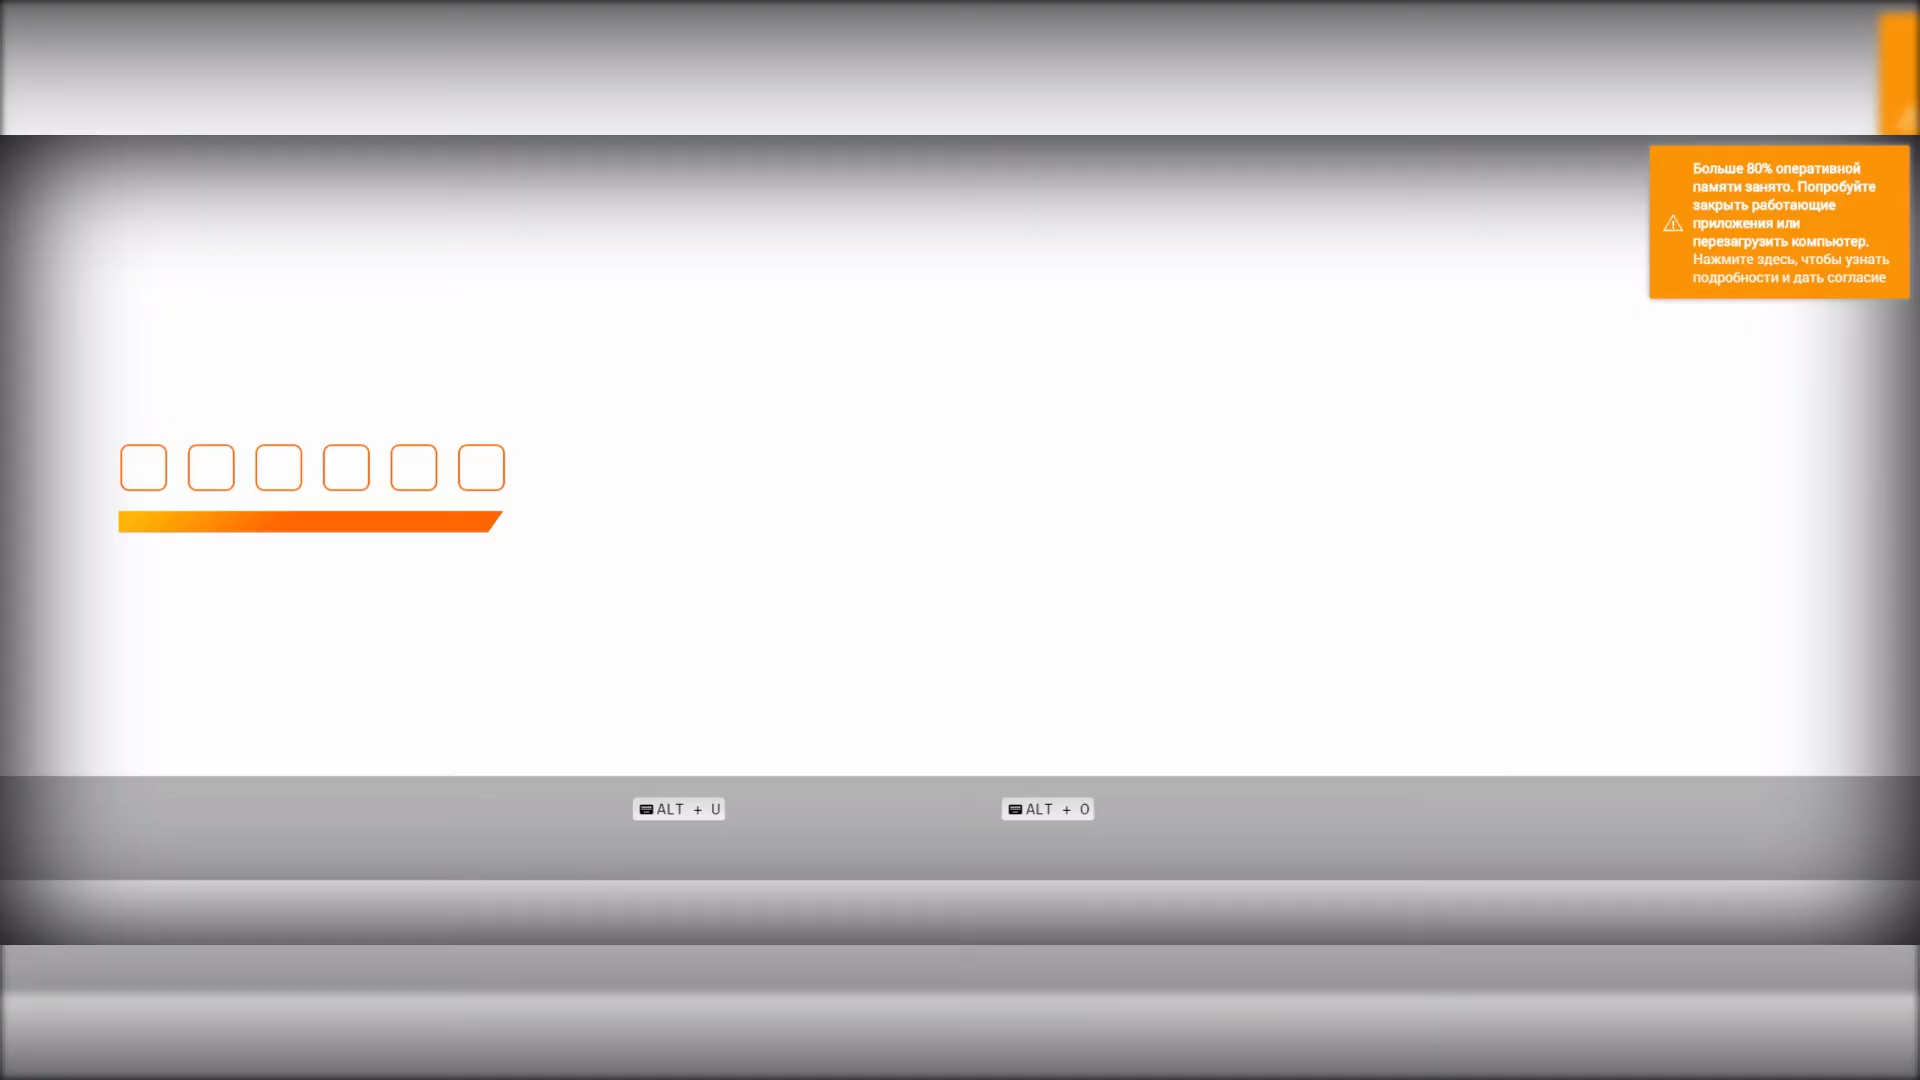 Больше 80% оперативной
памяти занято. Попробуйте
закрыть работающие
приложения или
перезагрузить компьютер.
Нажмите здесь, чтобы узнать
подробности и дать согласие
ALT + U
ALT + O